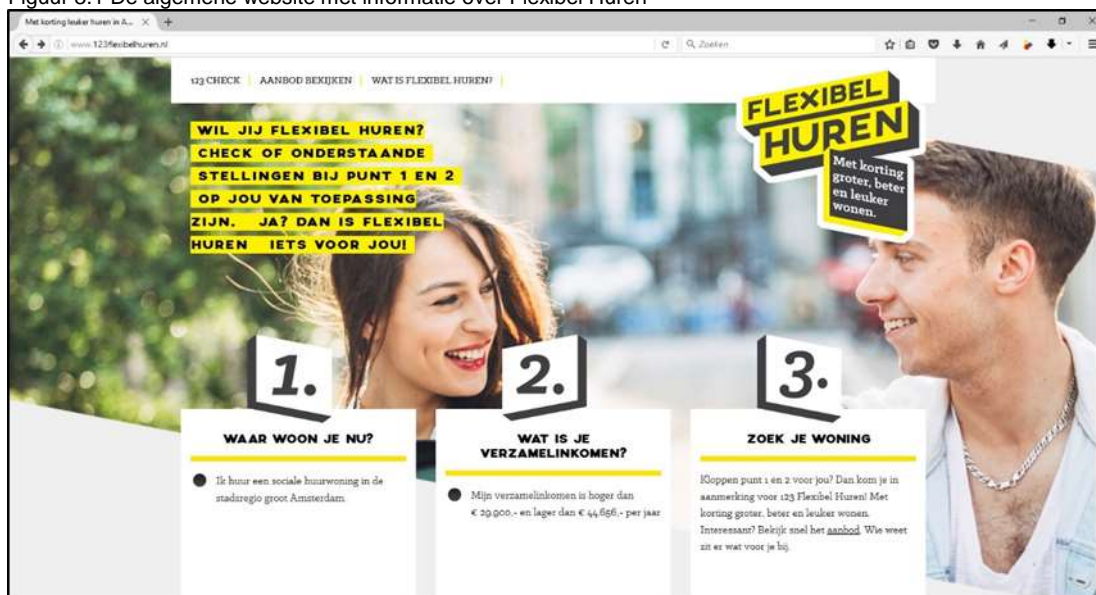 Figuur 3.1 De algemene website met informatie over Flexibel Huren
Met korting leuker huren in A...
www.123flexibelhuren.nl
Zoeken
123 CHECK AANBOD BEKIJKEN WAT IS FLEXIBEL HUREN?
FLEXIBEL
HUREN
Met korting
groter, beter
en leuker
wonen.
WIL JIJ FLEXIBEL HUREN?
CHECK OF ONDERSTAANDE
STELLINGEN BIJ PUNT 1 EN 2
OP JOU VAN TOEPASSING
ZIJN. JA? DAN IS FLEXIBEL
HUREN IETS VOOR JOU!
1.
WAAR WOON JE NU?
Ik huur een sociale huurwoning in de
stadsregio groot Amsterdam
2.
WAT IS JE
VERZAMELINKOMEN?
Mijn verzamelinkomen is hoger dan
€ 29.900,- en lager dan € 44.656,- per jaar
3.
ZOEK JE WONING
Kloppen punt 1 en 2 voor jou? Dan kom je in
aanmerking voor 123 Flexibel Huren! Met
korting groter, beter en leuker wonen.
Interessant? Bekijk snel het aanbod. Wie weet
zit er wat voor je bij.